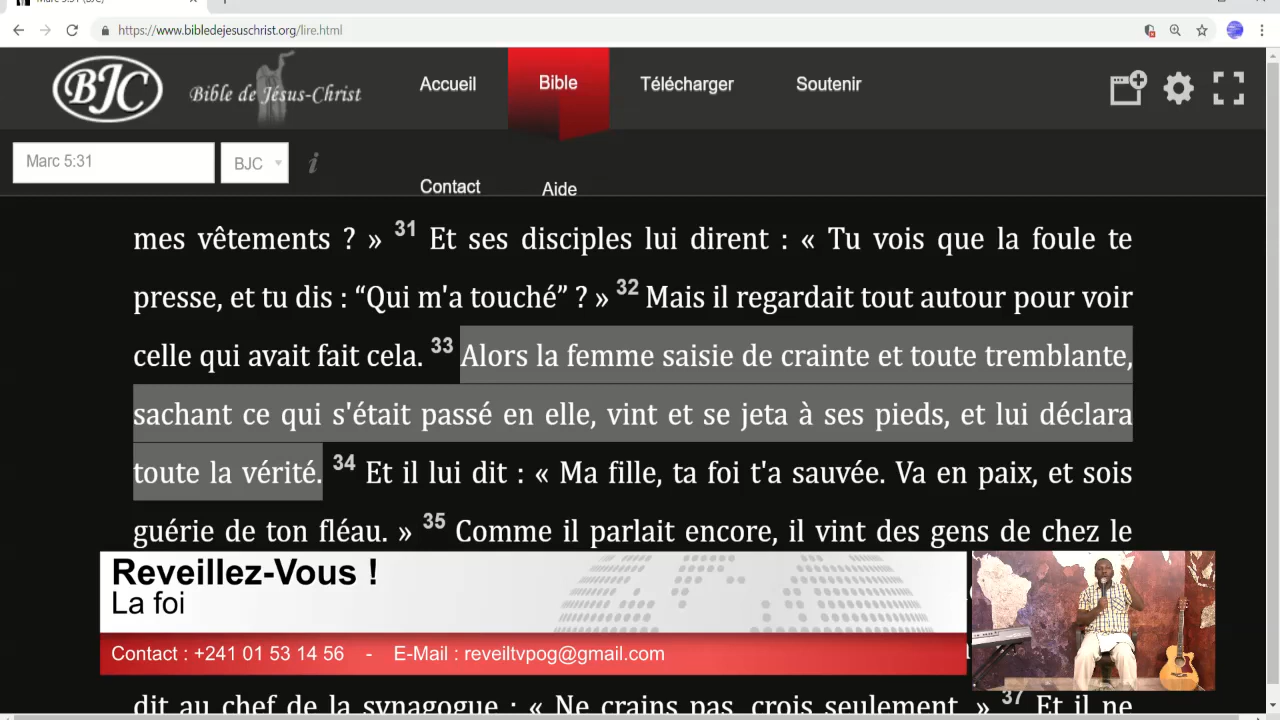 https://www.bibledejesuschrist.org/lire.html
BJC
Bible de Jésus-Christ
Accueil
Bible
Télécharger
Soutenir
Marc 5:31
BJC
i
Contact
Aide
mes vêtements ? » 31 Et ses disciples lui dirent : « Tu vois que la foule te
presse, et tu dis : “Qui m'a touché” ? » 32 Mais il regardait tout autour pour voir
celle qui avait fait cela. 33 Alors la femme saisie de crainte et toute tremblante,
sachant ce qui s'était passé en elle, vint et se jeta à ses pieds, et lui déclara
toute la vérité. 34 Et il lui dit : « Ma fille, ta foi t'a sauvée. Va en paix, et sois
guérie de ton fléau. » 35 Comme il parlait encore, il vint des gens de chez le
Reveillez-Vous !
La foi
Contact : +241 01 53 14 56 - E-Mail : reveiltvpog@gmail.com
dit au chef de la synagogue : « Ne crains pas, crois seulement. » 37 Et il ne